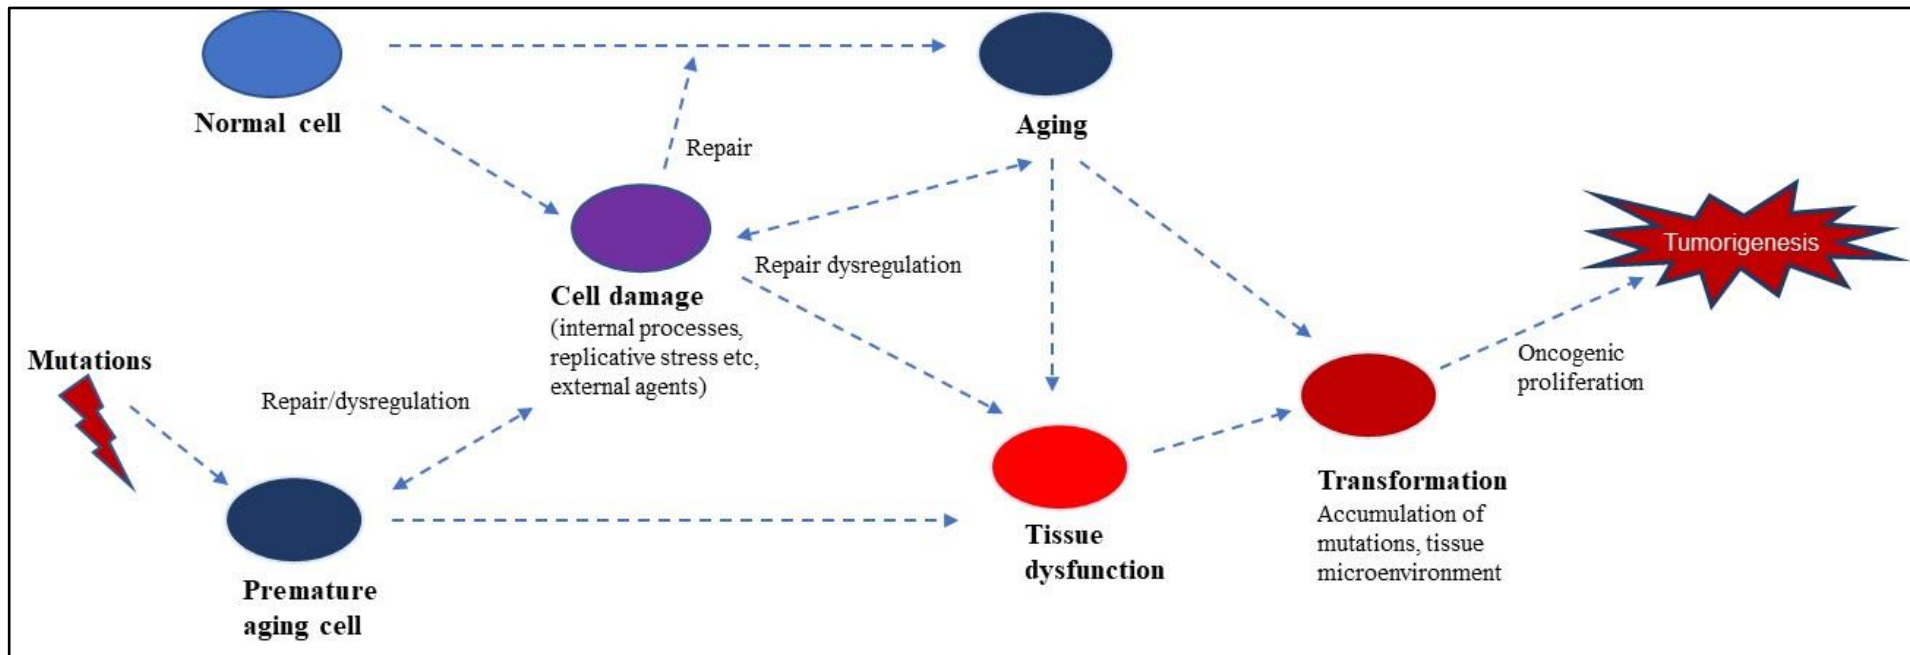 Normal cell
Aging
Repair
Tumorigenesis
Repair dysregulation
Cell damage
(internal processes,
replicative stress etc,
external agents)
Mutations
Oncogenic
proliferation
Repair/dysregulation
Transformation
Accumulation of
mutations, tissue
microenvironment
Tissue
dysfunction
Premature
aging cell